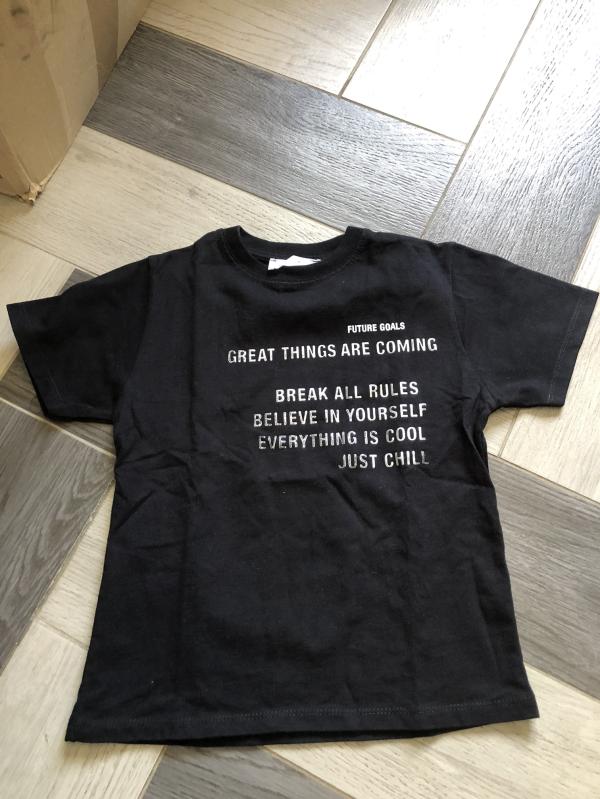 FUTURE GOALS
GREAT THINGS ARE COMING
BREAK ALL RULES
BELIEVE IN YOURSELF
EVERYTHING IS COOL
JUST CHILL